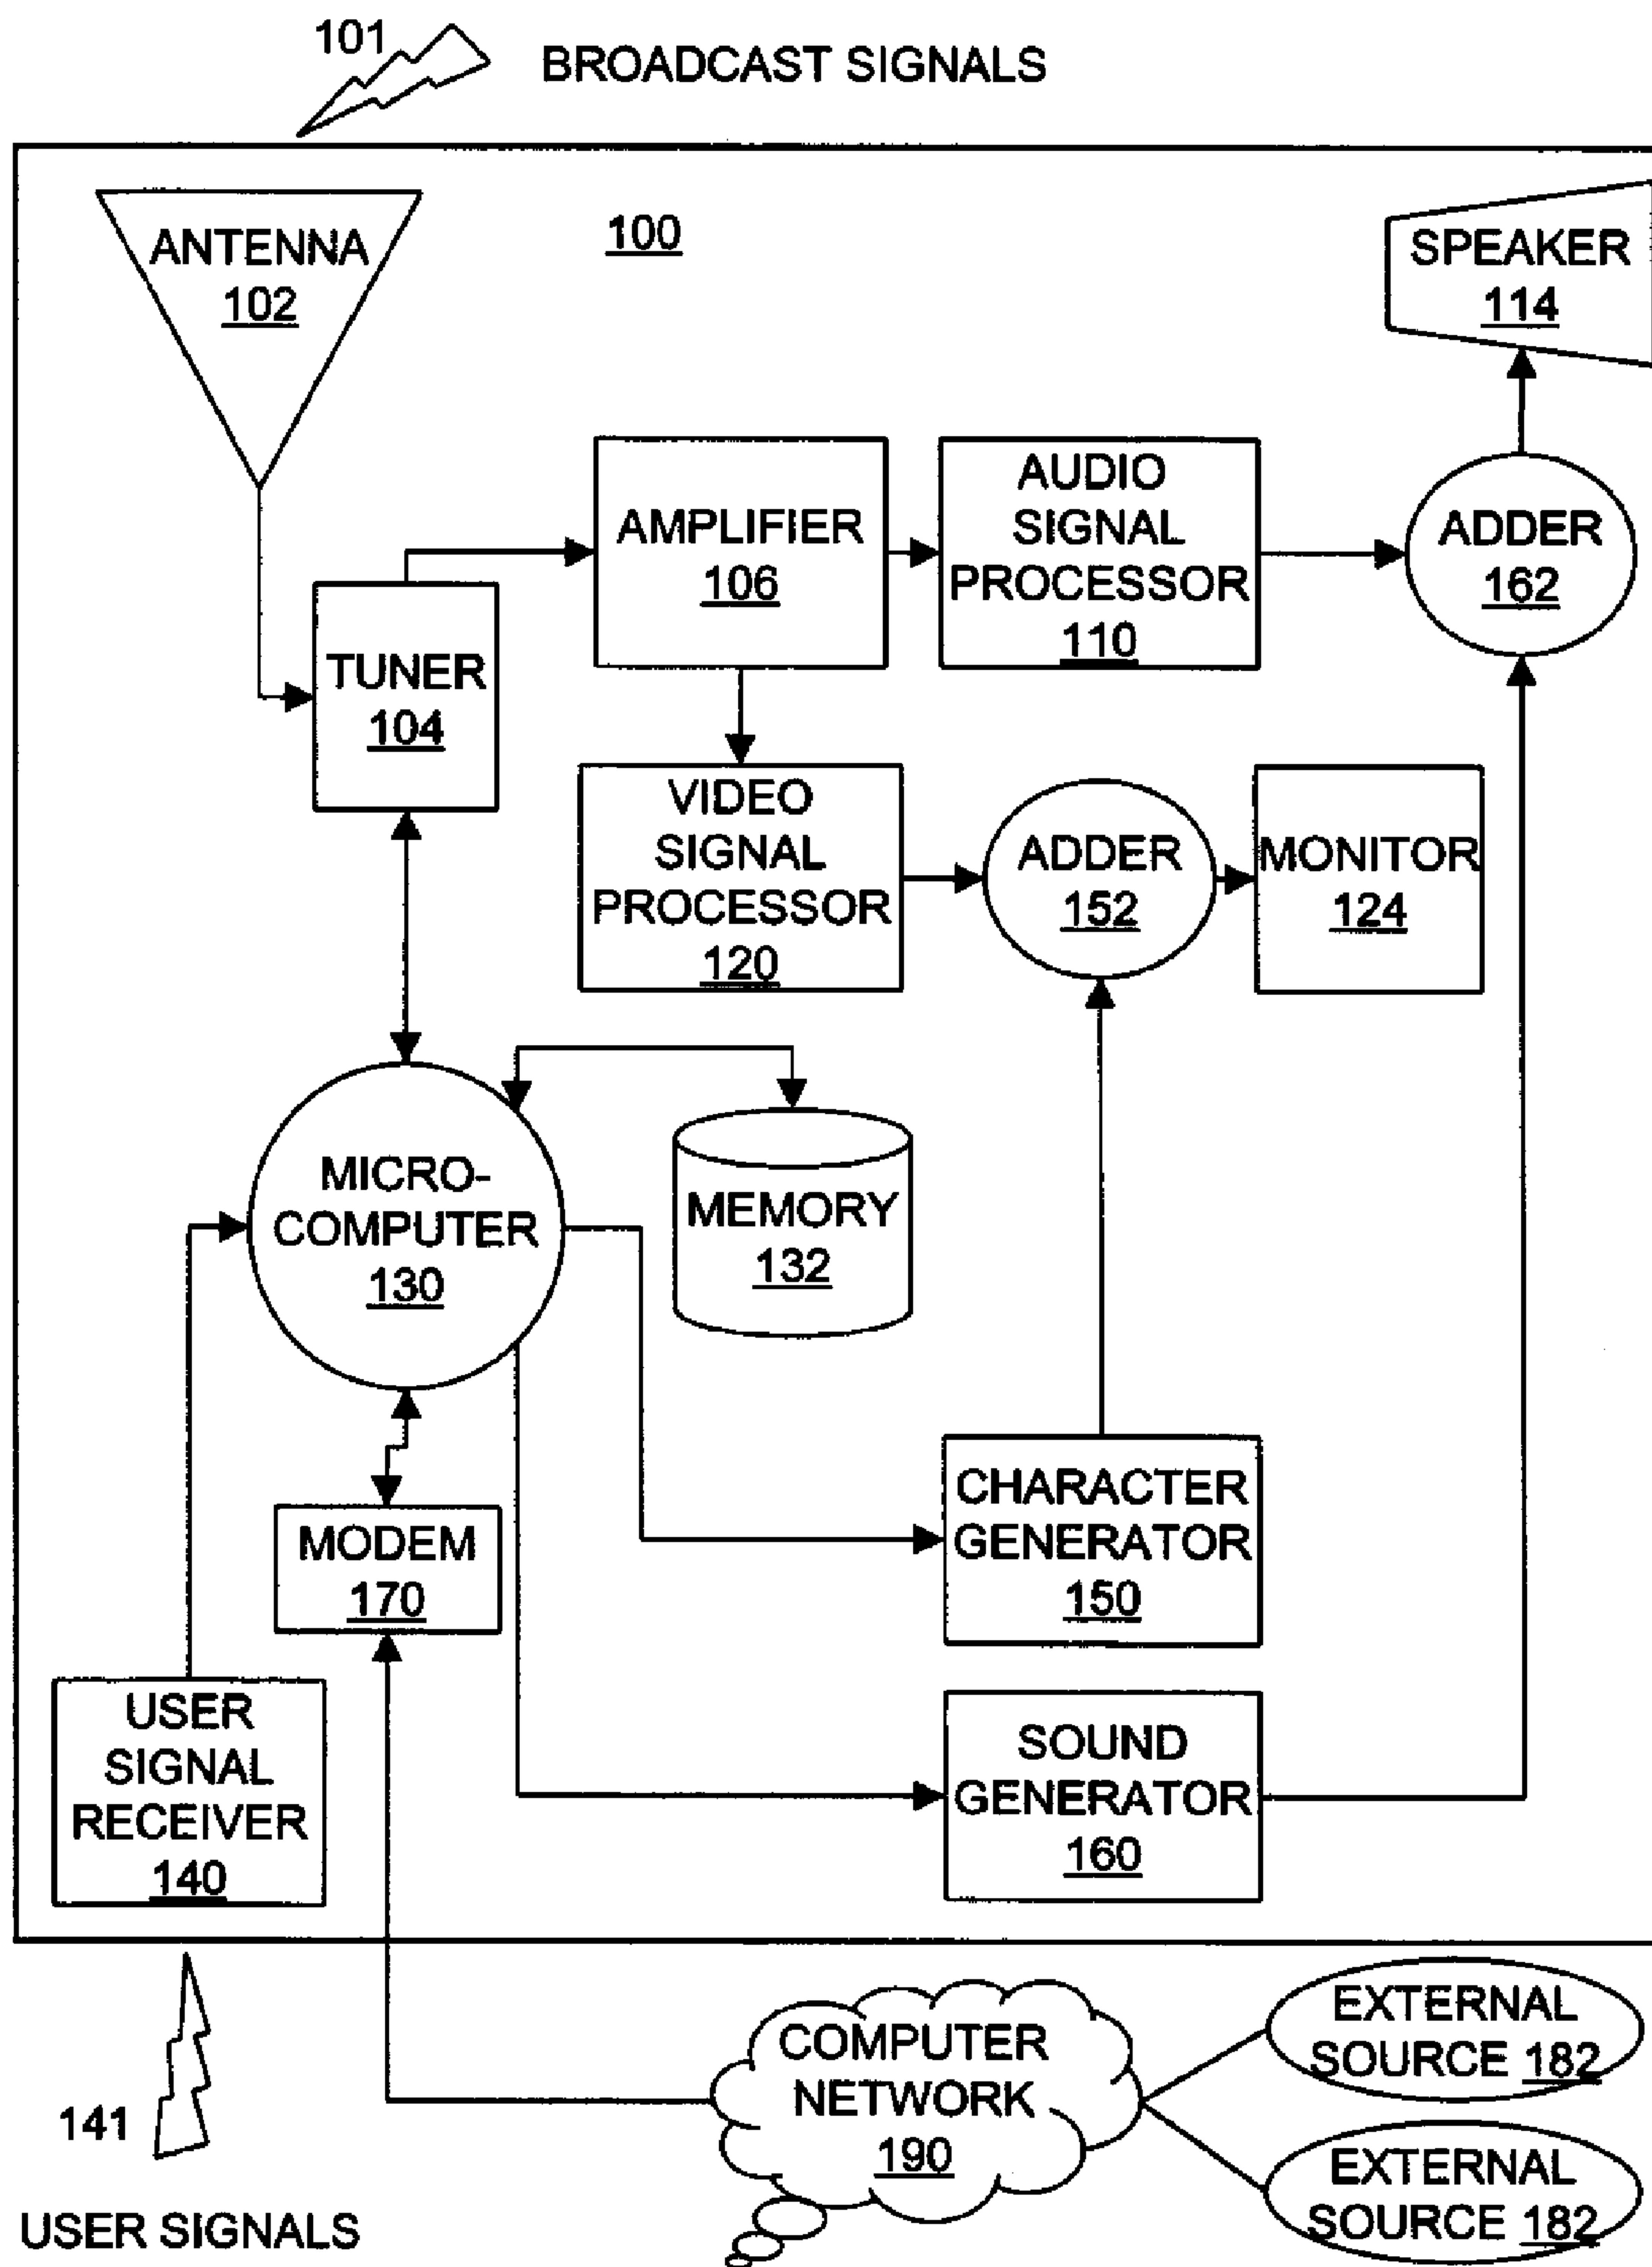 101
BROADCAST SIGNALS
ANTENNA
102
100
SPEAKER
114
AMPLIFIER
106
AUDIO
SIGNAL
PROCESSOR
110
ADDER
162
TUNER
104
VIDEO
SIGNAL
PROCESSOR
120
ADDER
152
MONITOR
124
MICRO-
COMPUTER
130
MEMORY
132
MODEM
170
CHARACTER
GENERATOR
150
USER
SIGNAL
RECEIVER
140
SOUND
GENERATOR
160
141
USER SIGNALS
COMPUTER
NETWORK
190
EXTERNAL
SOURCE 182
EXTERNAL
SOURCE 182